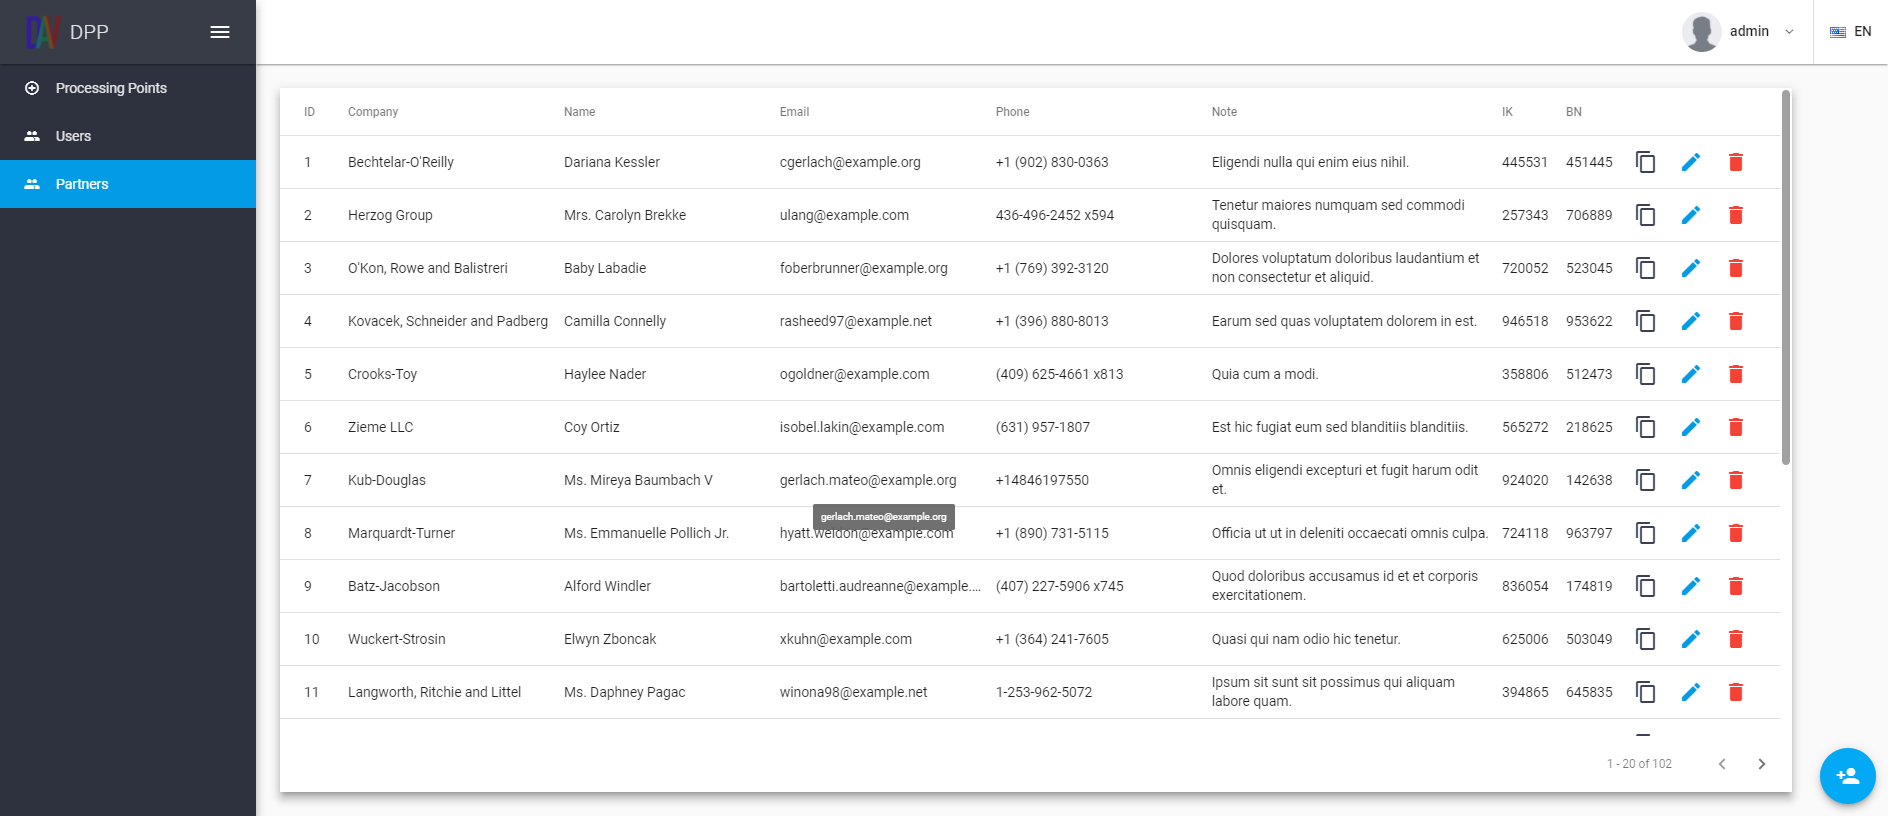 DAV DPP
admin
EN
Processing Points
Users
Partners
ID Company Name Email Phone Note IK BN
1 Bechtelar-O'Reilly Dariana Kessler cgerlach@example.org +1 (902) 830-0363 Eligendi nulla qui enim eius nihil. 445531 451445
2 Herzog Group Mrs. Carolyn Brekke ulang@example.com 436-496-2452 x594 Tenetur maiores numquam sed commodi
quisquam. 257343 706889
3 O'Kon, Rowe and Balistreri Baby Labadie foberbrunner@example.org +1 (769) 392-3120 Dolores voluptatum doloribus laudantium et
non consectetur et aliquid. 720052 523045
4 Kovacek, Schneider and Padberg Camilla Connelly rasheed97@example.net +1 (396) 880-8013 Earum sed quas voluptatem dolorem in est. 946518 953622
5 Crooks-Toy Haylee Nader ogoldner@example.com (409) 625-4661 x813 Quia cum a modi. 358806 512473
6 Zieme LLC Coy Ortiz isobel.lakin@example.com (631) 957-1807 Est hic fugiat eum sed blanditiis blanditiis. 565272 218625
7 Kub-Douglas Ms. Mireya Baumbach V gerlach.mateo@example.org +14846197550 Omnis eligendi excepturi et fugit harum odit
et. 924020 142638
gerlach.mateo@example.org
8 Marquardt-Turner Ms. Emmanuelle Pollich Jr. hyatt.weldon@example.com +1 (890) 731-5115 Officia ut ut in deleniti occaecati omnis culpa. 724118 963797
9 Batz-Jacobson Alford Windler bartoletti.audreanne@example.... (407) 227-5906 x745 Quod doloribus accusamus id et et corporis
exercitationem. 836054 174819
10 Wuckert-Strosin Elwyn Zboncak xkuhn@example.com +1 (364) 241-7605 Quasi qui nam odio hic tenetur. 625006 503049
11 Langworth, Ritchie and Littel Ms. Daphney Pagac winona98@example.net 1-253-962-5072 Ipsum sit sunt sit possimus qui aliquam
labore quam. 394865 645835
1 - 20 of 102